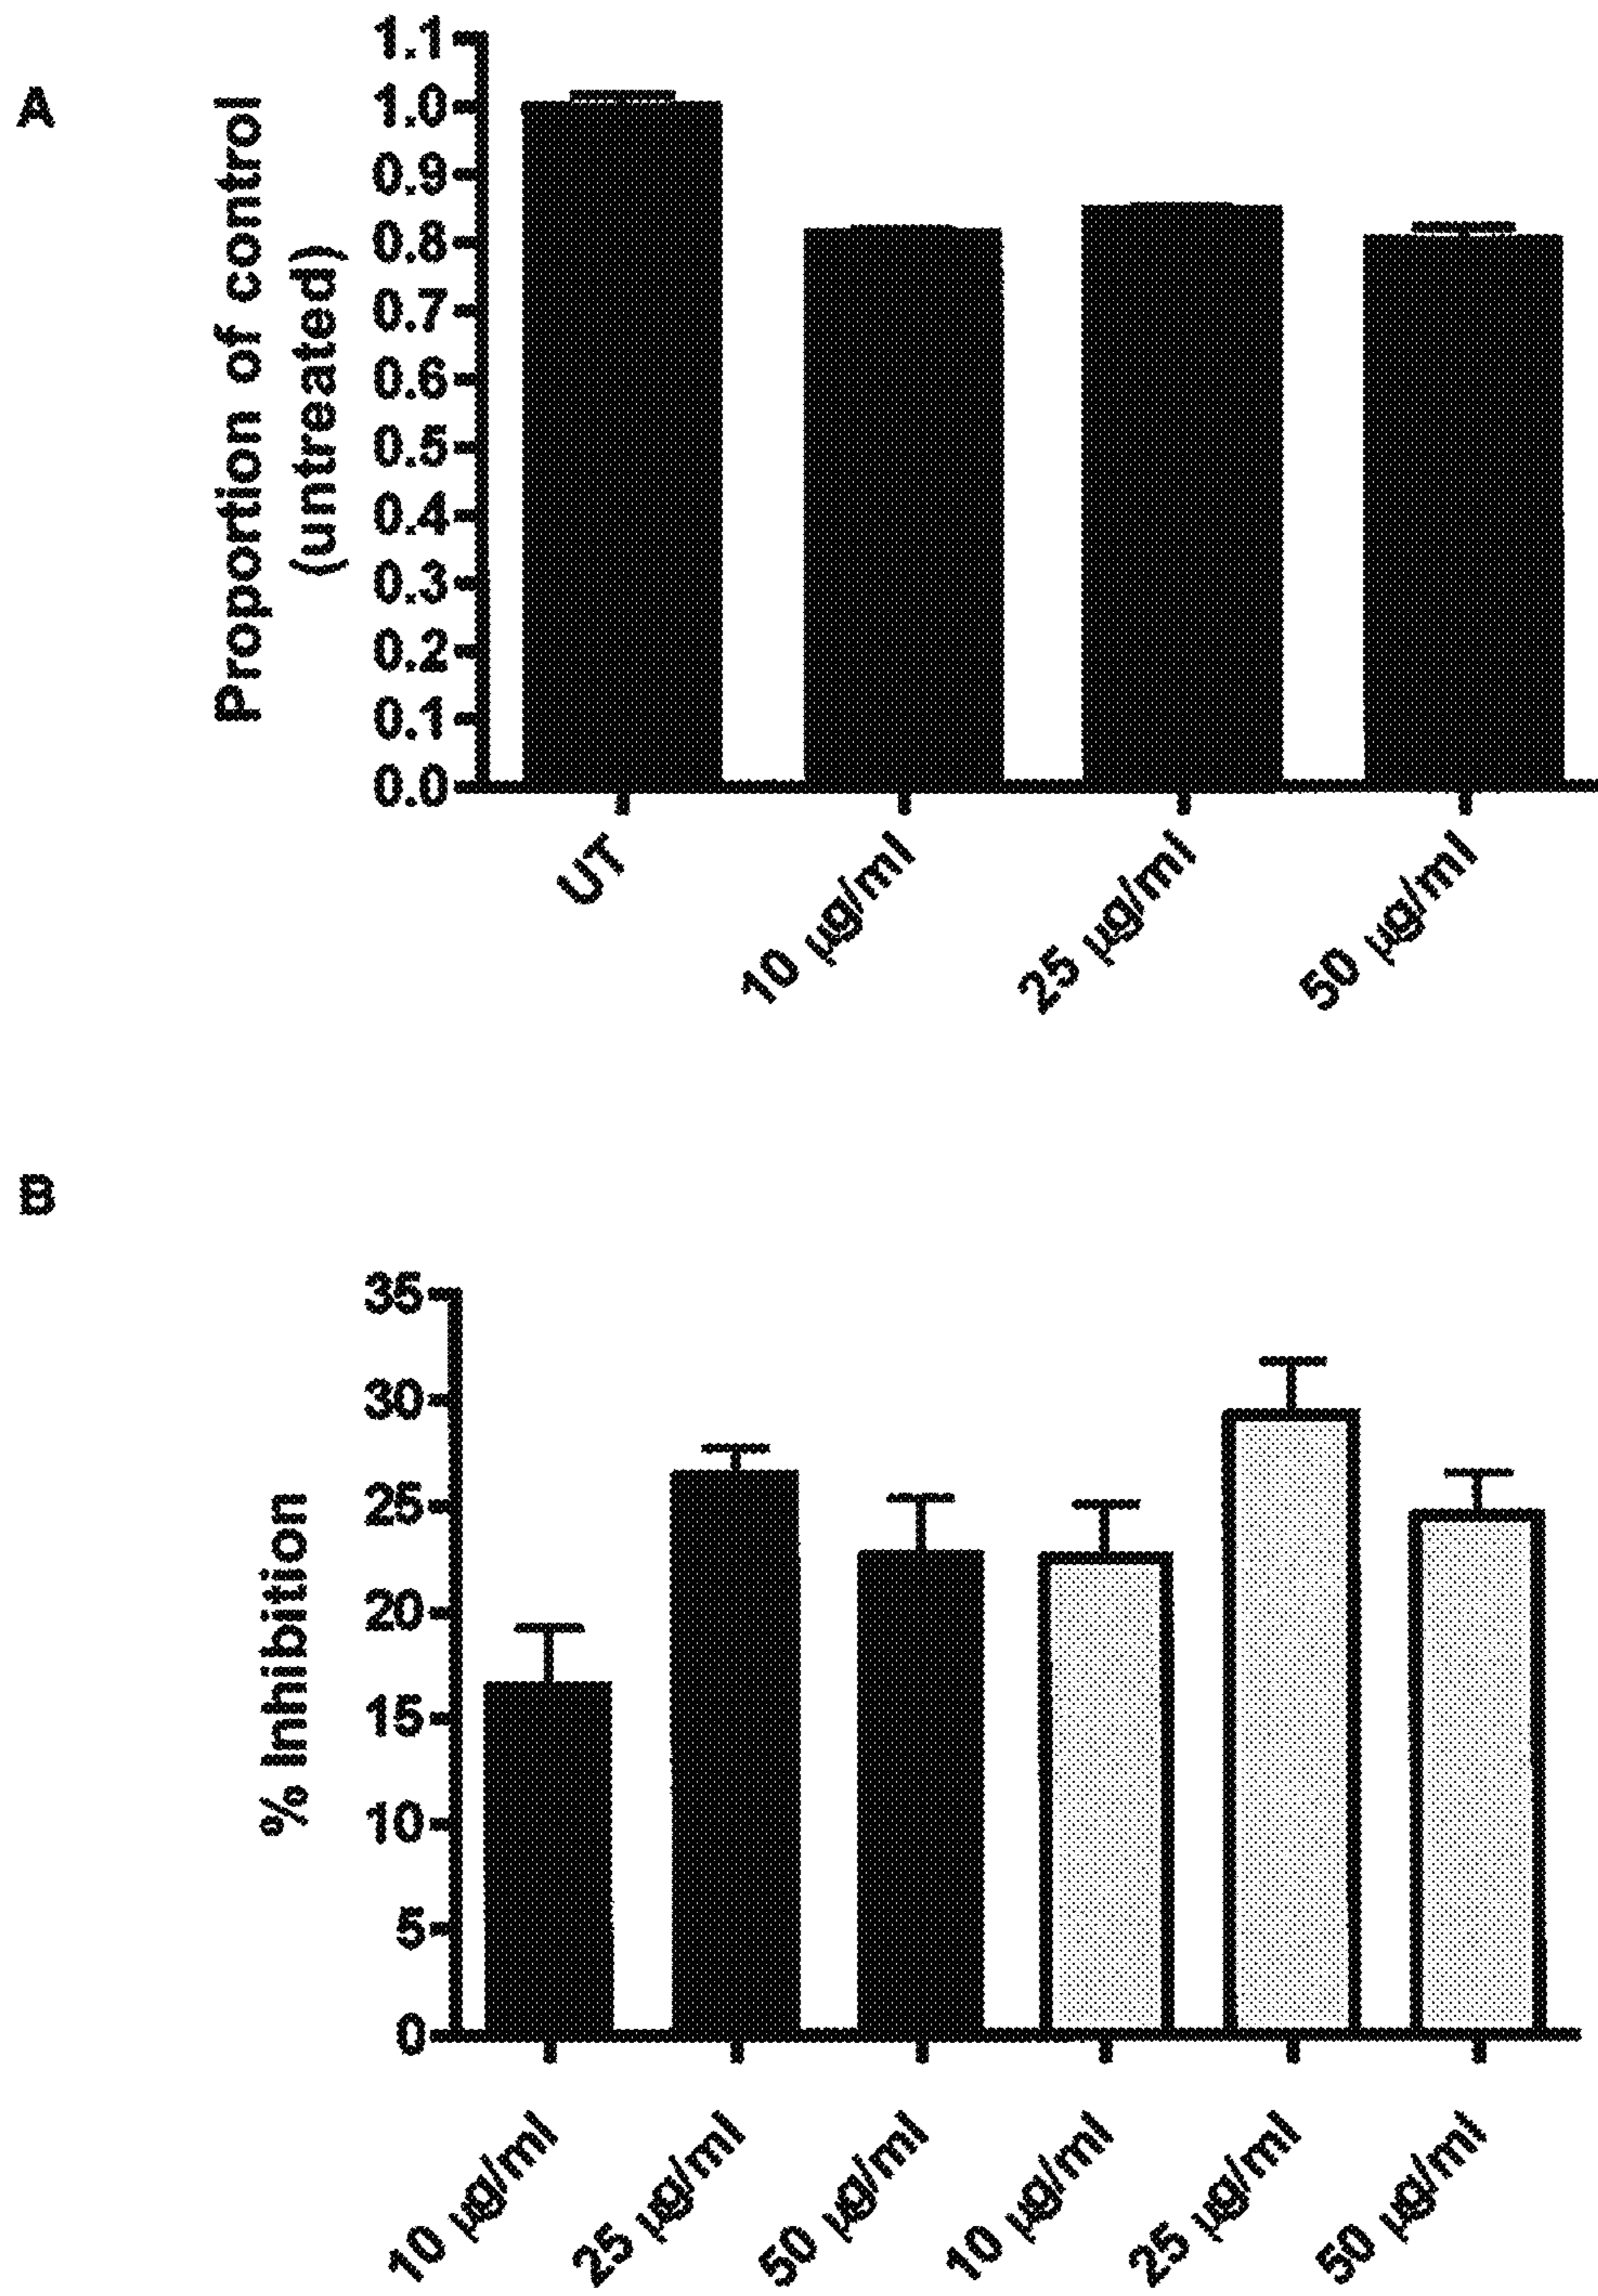 A
Proportion of control
(untreated)
1.1
1.0
0.9
0.8
0.7
0.6
0.5
0.4
0.3
0.2
0.1
0.0
UT
10 µg/ml
25 µg/ml
50 µg/ml
B
% Inhibition
35
30
25
20
15
10
5
0
10 µg/ml
25 µg/ml
50 µg/ml
10 µg/ml
25 µg/ml
50 µg/ml